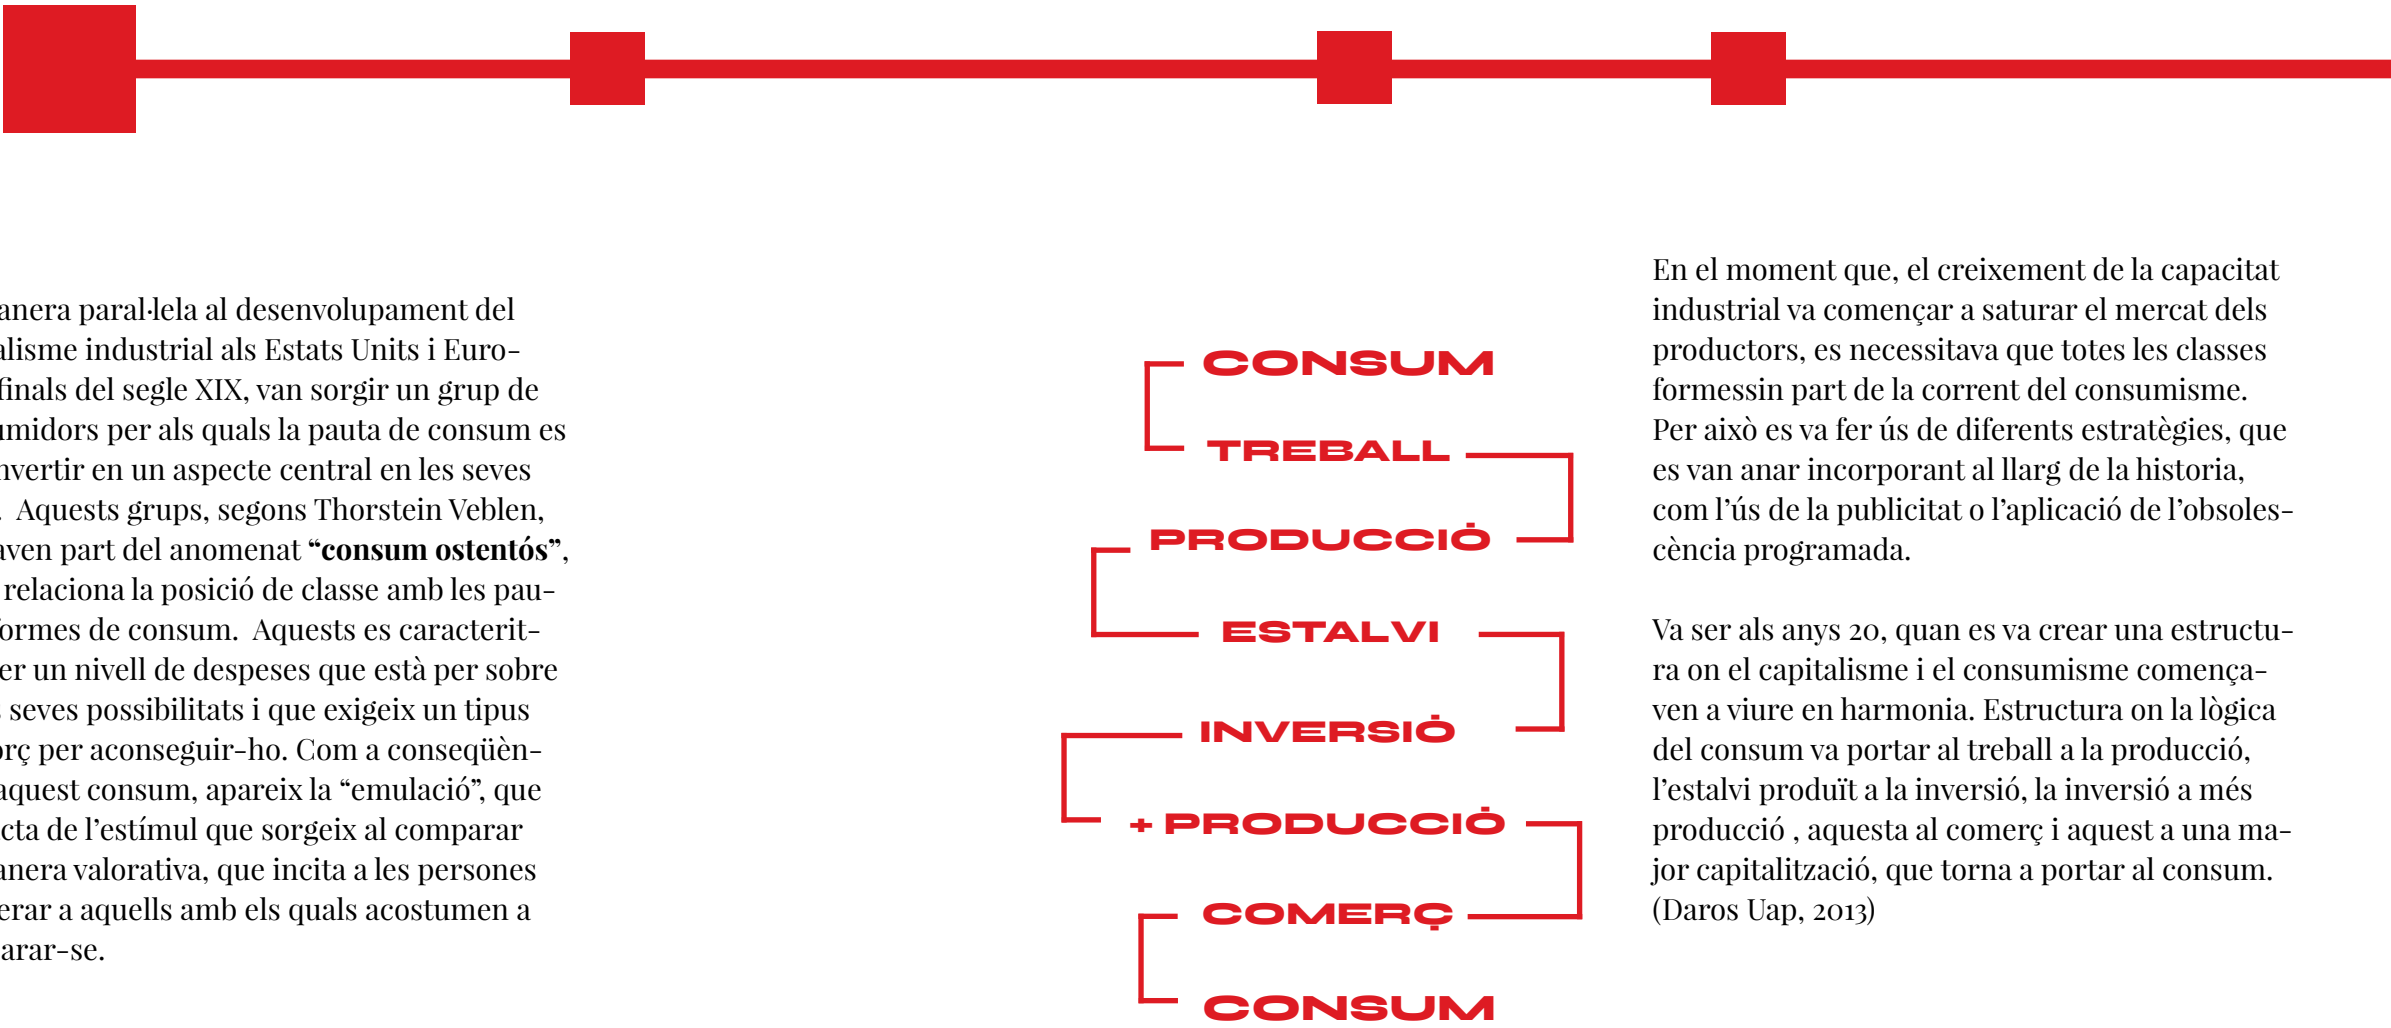 anera paral·lela al desenvolupament del
alisme industrial als Estats Units i Euro-
finals del segle XIX, van sorgir un grup de
umidors per als quals la pauta de consum es
nvertir en un aspecte central en les seves
. Aquests grups, segons Thorstein Veblen,
aven part del anomenat “consum ostentós”,
relaciona la posició de classe amb les pau-
formes de consum. Aquests es caracterit-
er un nivell de despeses que està per sobre
s seves possibilitats i que exigeix un tipus
orç per aconseguir-ho. Com a conseqüèn-
aquest consum, apareix la “emulació”, que
cta de l’estímul que sorgeix al comparar
anera valorativa, que incita a les persones
erar a aquells amb els quals acostumen a
arar-se.
CONSUM
TREBALL
PRODUCCIÓ
ESTALVI
INVERSIÓ
+ PRODUCCIÓ
COMERÇ
CONSUM
En el moment que, el creixement de la capacitat
industrial va començar a saturar el mercat dels
productors, es necessitava que totes les classes
formessin part de la corrent del consumisme.
Per això es va fer ús de diferents estratègies, que
es van anar incorporant al llarg de la historia,
com l’ús de la publicitat o l’aplicació de l’obsoles-
cència programada.
Va ser als anys 20, quan es va crear una estructu-
ra on el capitalisme i el consumisme comença-
ven a viure en harmonia. Estructura on la lògica
del consum va portar al treball a la producció,
l’estalvi produït a la inversió, la inversió a més
producció , aquesta al comerç i aquest a una ma-
jor capitalització, que torna a portar al consum.
(Daros Uap, 2013)